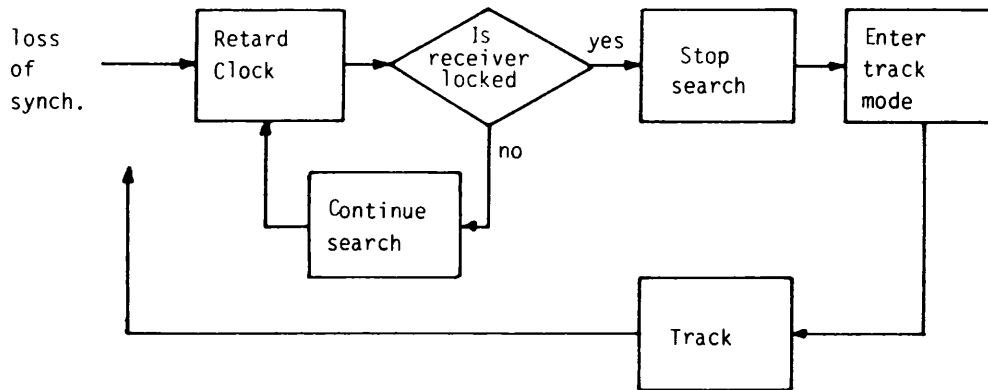 loss
of
synch.
Retard
Clock
Is
receiver
locked
yes
Stop
search
Enter
track
mode
no
Continue
search
Track